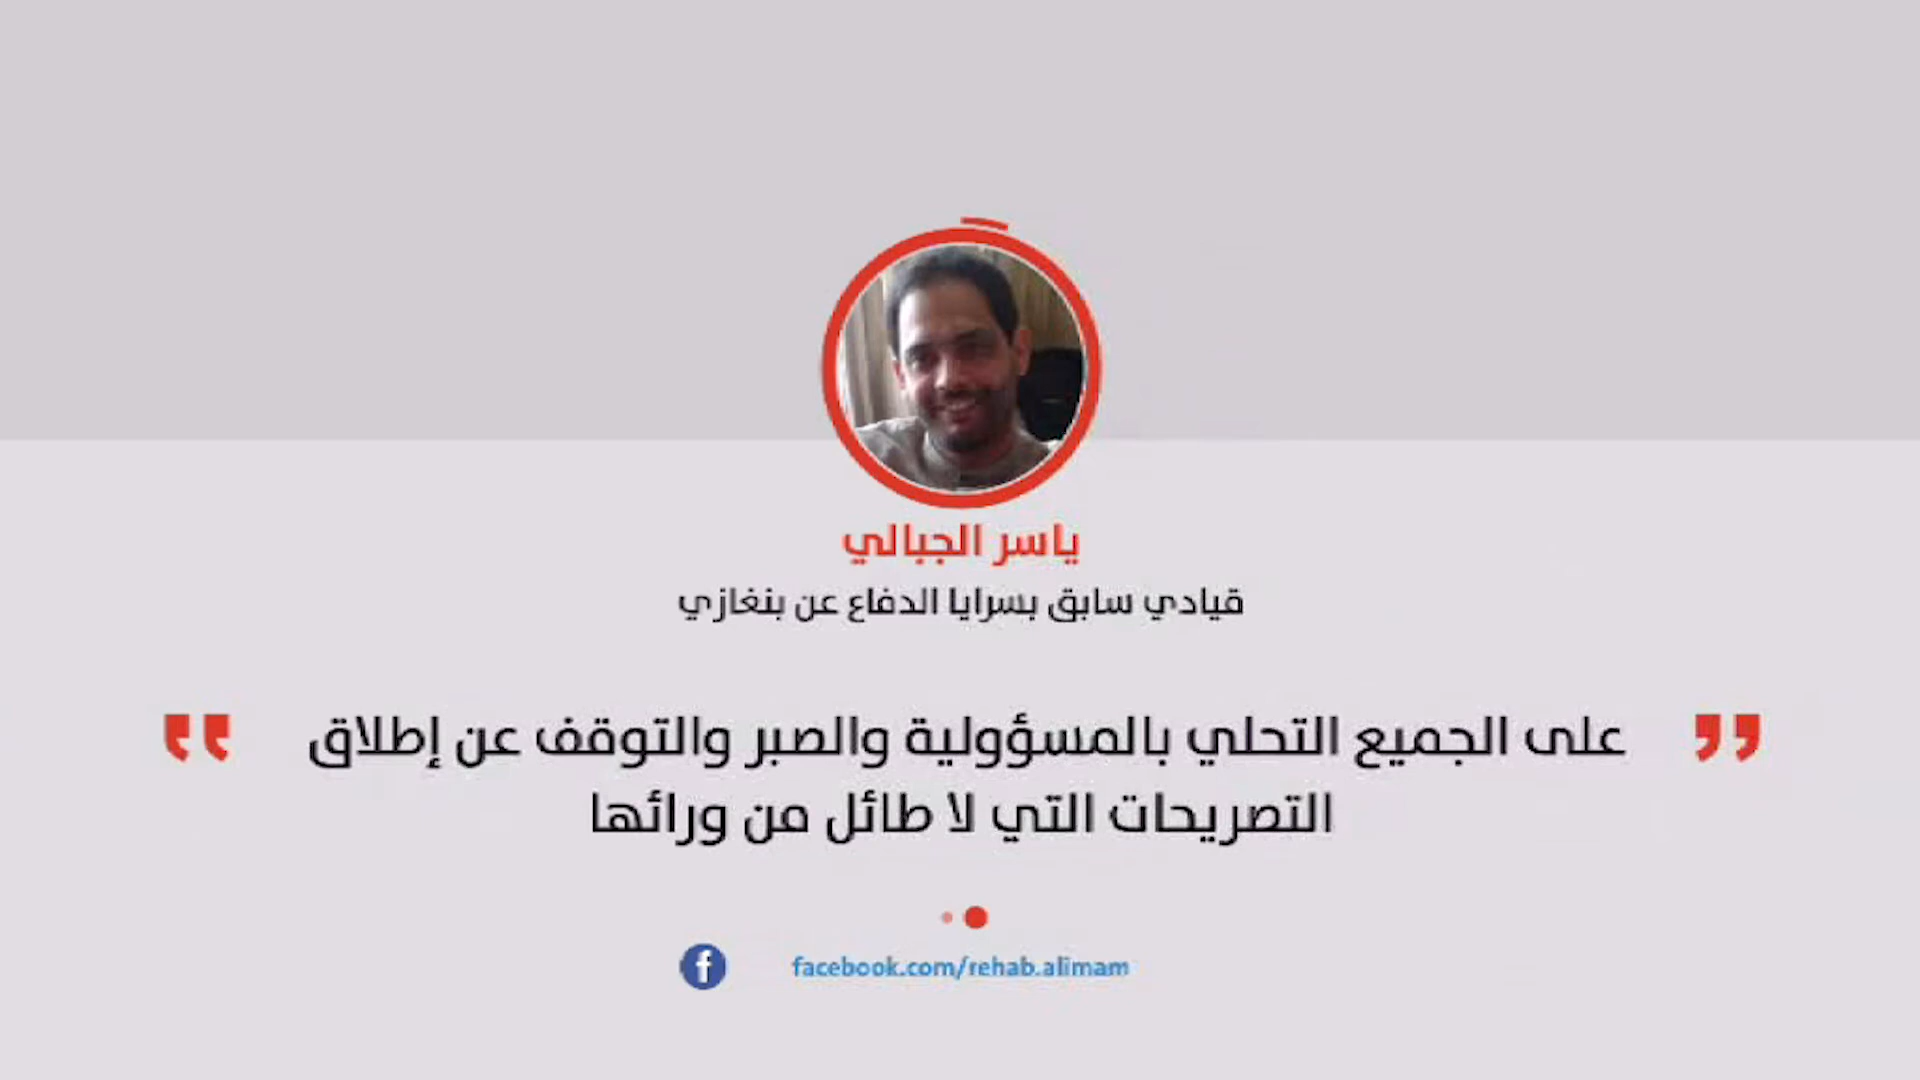 ياسر الجبالي
قيادي سابق بسرايا الدفاع عن بنغازي
على الجميع التحلي بالمسؤولية والصبر والتوقف عن إطلاق
التصريحات التي لا طائل من ورائها
facebook.com/rehab.alimam